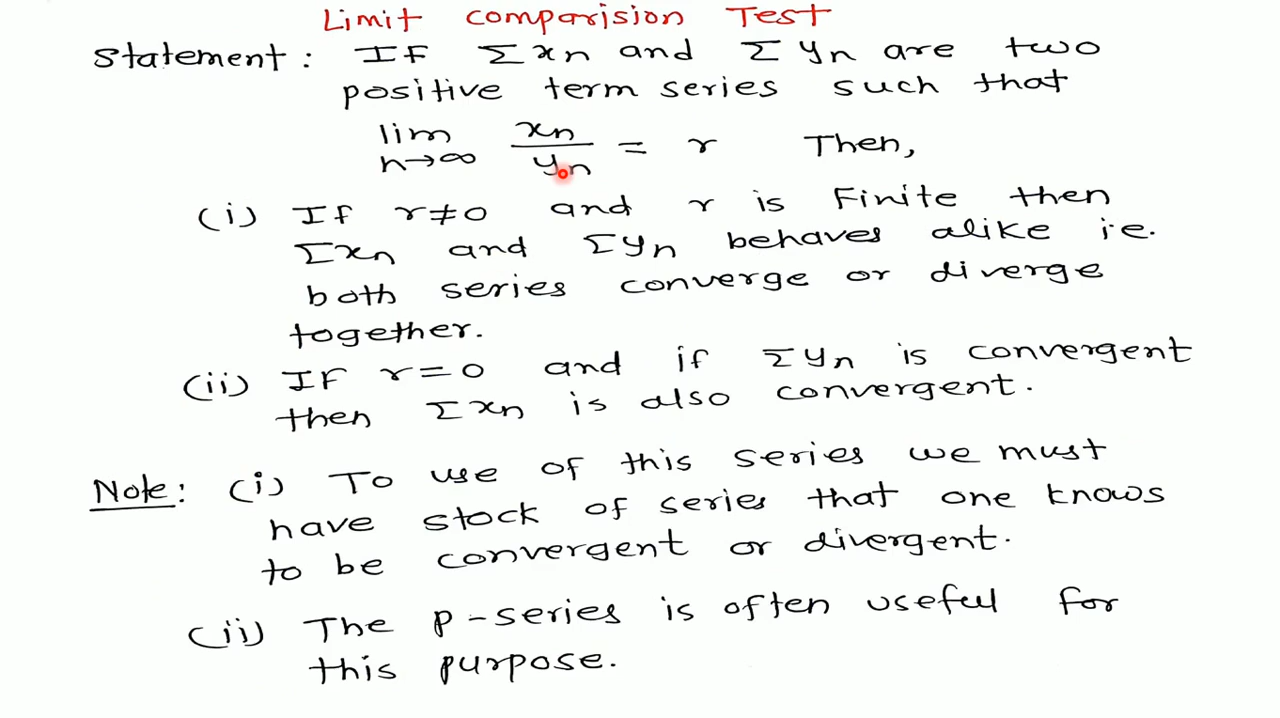 Limit comparision Test
Statement : If Σxn and Σyn are two
positive term series such that
lim n→∞ xn/yn = r Then,
(i) If r≠0 and r is Finite then
Σxn and Σyn behaves alike i.e.
both series converge or diverge
together.
(ii) If r=0 and if Σyn is convergent
then Σxn is also convergent.
Note: (i) To use of this series we must
have stock of series that one knows
to be convergent or divergent.
(ii) The p-series is often useful for
this purpose.